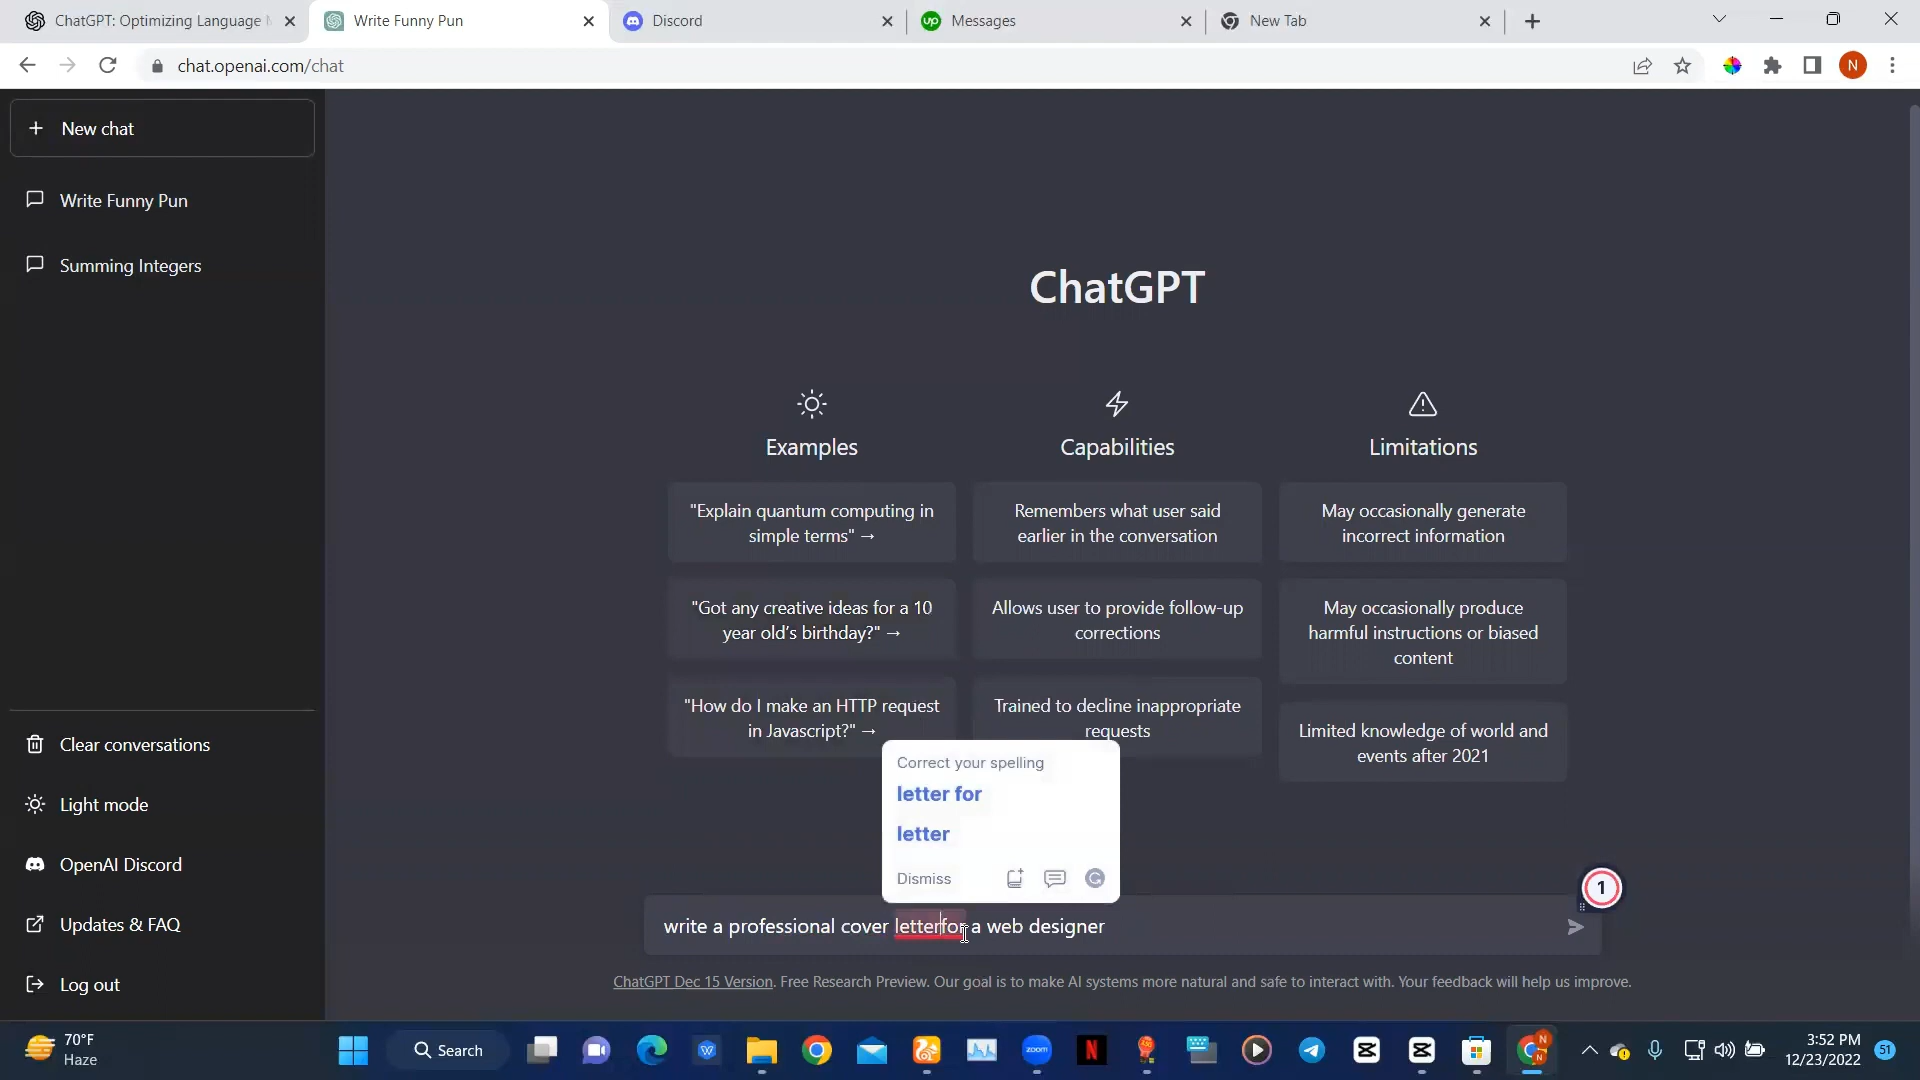 ChatGPT: Optimizing Language
Write Funny Pun
Discord
up
Messages
New Tab
chat.openai.com/chat
N
New chat
Write Funny Pun
Summing Integers
Clear conversations
Light mode
OpenAI Discord
Updates & FAQ
Log out
ChatGPT
Examples
"Explain quantum computing in
simple terms" →
"Got any creative ideas for a 10
year old's birthday?" →
"How do I make an HTTP request
in Javascript?" →
Capabilities
Remembers what user said
earlier in the conversation
Allows user to provide follow-up
corrections
Trained to decline inappropriate
requests
Limitations
May occasionally generate
incorrect information
May occasionally produce
harmful instructions or biased
content
Limited knowledge of world and
events after 2021
Correct your spelling
letter for
letter
Dismiss
1
write a professional cover letterfor a web designer
ChatGPT Dec 15 Version. Free Research Preview. Our goal is to make AI systems more natural and safe to interact with. Your feedback will help us improve.
70°F
Haze
Search
zoom
N
N
N
3:52 PM
12/23/2022
51